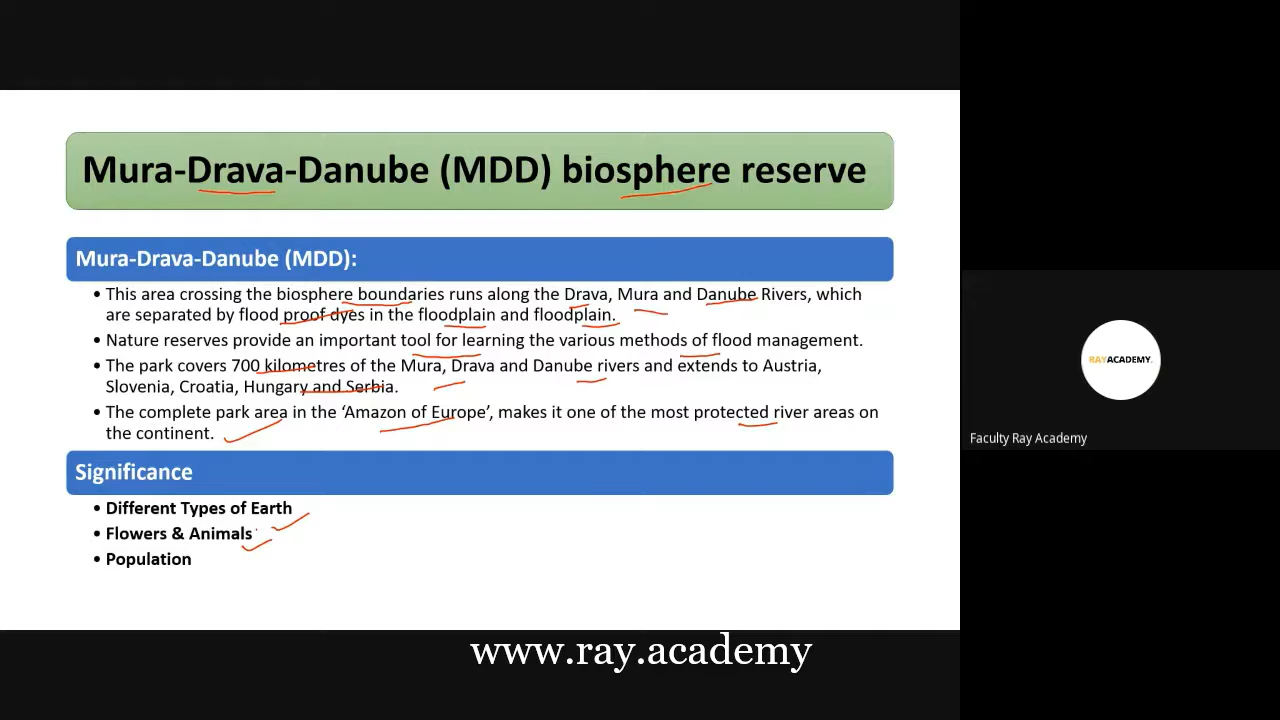 Mura-Drava-Danube (MDD) biosphere reserve
Mura-Drava-Danube (MDD):
• This area crossing the biosphere boundaries runs along the Drava, Mura and Danube Rivers, which
are separated by flood proof dyes in the floodplain and floodplain.
• Nature reserves provide an important tool for learning the various methods of flood management.
• The park covers 700 kilometres of the Mura, Drava and Danube rivers and extends to Austria,
Slovenia, Croatia, Hungary and Serbia.
• The complete park area in the ‘Amazon of Europe’, makes it one of the most protected river areas on
the continent.
Significance
• Different Types of Earth
• Flowers & Animals
• Population
RAYACADEMY.
Faculty Ray Academy
www.ray.academy